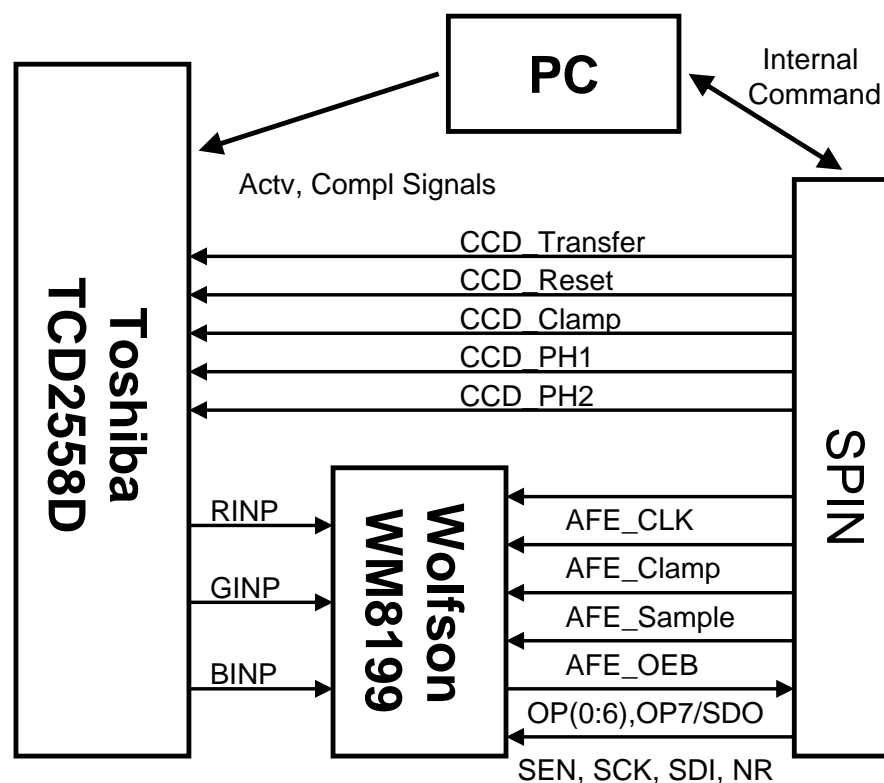 PC
Internal
Command
Actv, Compl Signals
CCD_Transfer
CCD_Reset
CCD_Clamp
CCD_PH1
CCD_PH2
Toshiba
TCD2558D
SPIN
Wolfson
WM8199
RINP
GINP
BINP
AFE_CLK
AFE_Clamp
AFE_Sample
AFE_OEB
OP(0:6),OP7/SDO
SEN, SCK, SDI, NR